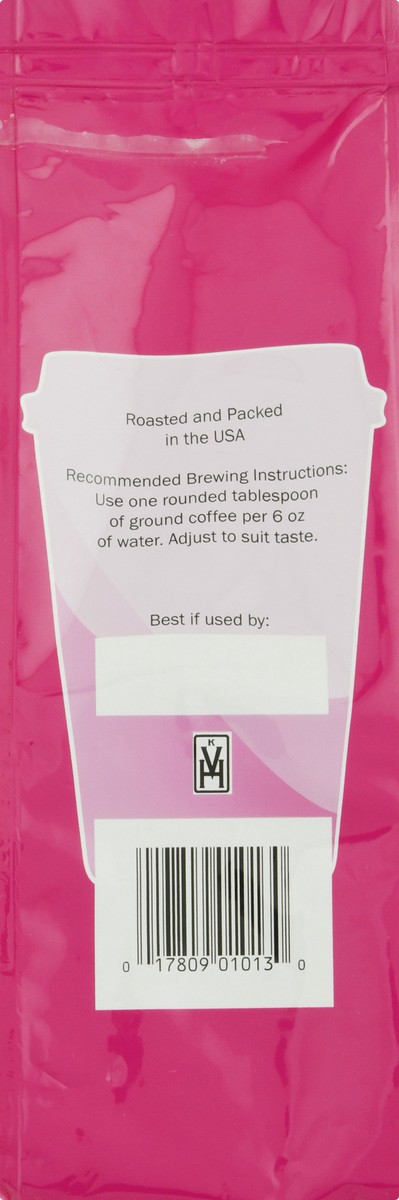 Roasted and Packed
in the USA
Recommended Brewing Instructions:
Use one rounded tablespoon
of ground coffee per 6 oz
of water. Adjust to suit taste.
Best if used by:
K
VH
0 17809 01013 0